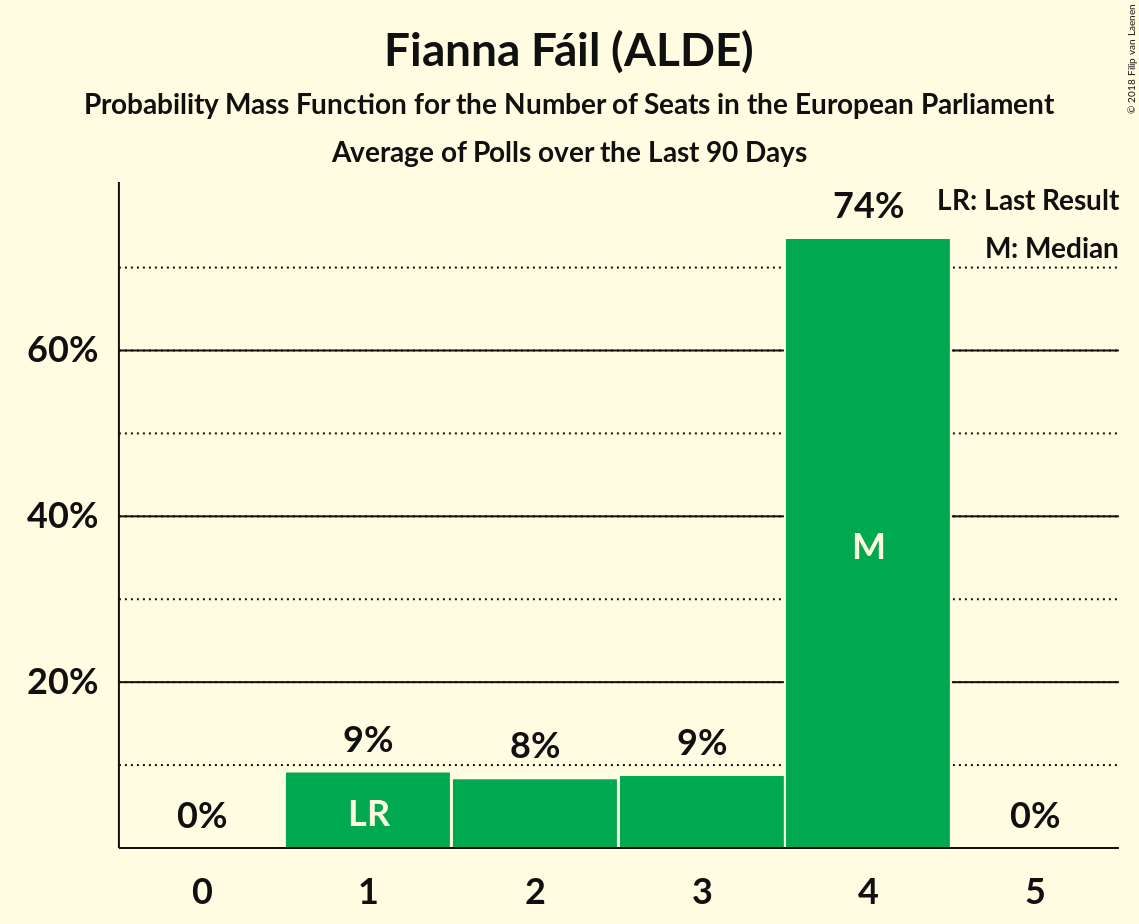 Fianna Fáil (ALDE)
Probability Mass Function for the Number of Seats in the European Parliament
Average of Polls over the Last 90 Days
© 2018 Filip van Laenen
LR: Last Result
M: Median
74%
60%
40%
20%
M
9%
8%
9%
0%
LR
0%
0
1
2
3
4
5